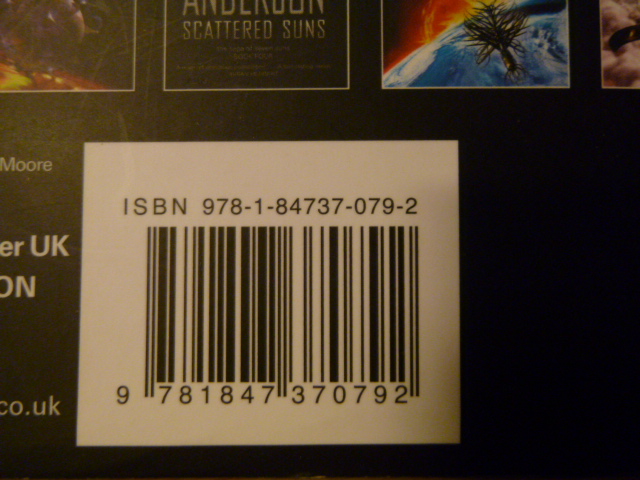 ANDERSON
SCATTERED SUNS
Moore
ISBN 978-1-84737-079-2
er UK
ON
co.uk
9 781847 370792